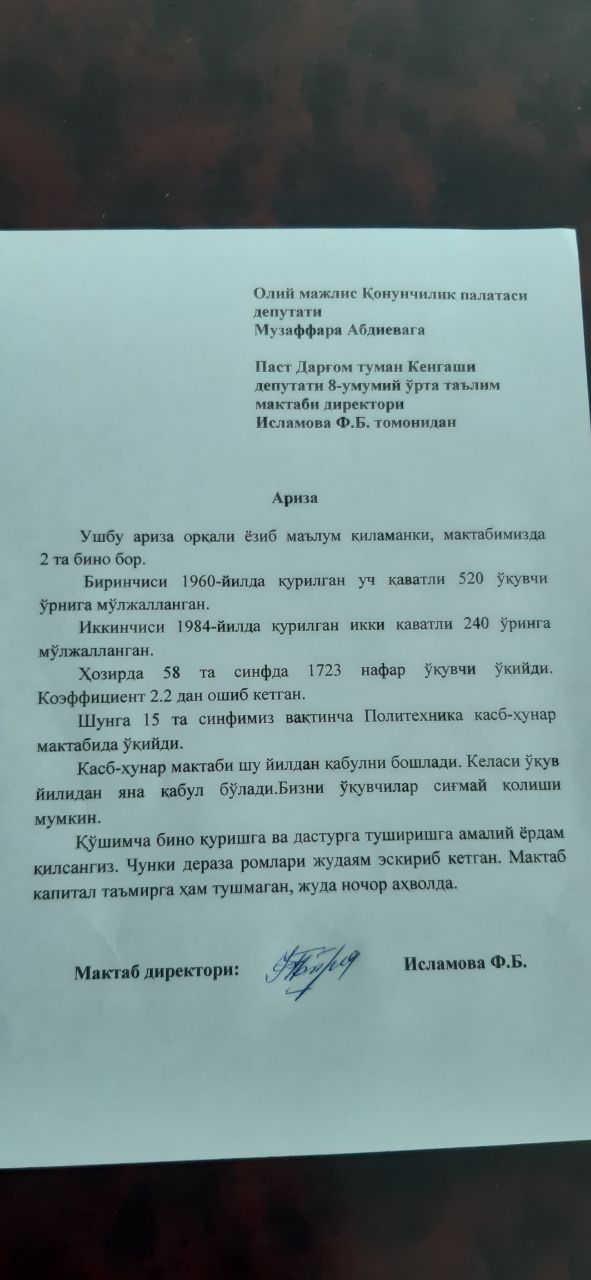 Олий мажлис Қонунчилик палатаси
депутати
Музаффара Абдиевага
Паст Дарғом туман Кенгаши
депутати 8-умумий ўрта таълим
мактаби директори
Исламова Ф.Б. томонидан
Ариза
Ушбу ариза орқали ёзиб маълум қиламанки, мактабимизда
2 та бино бор.
Биринчиси 1960-йилда қурилган уч қаватли 520 ўқувчи
ўрнига мўлжалланган.
Иккинчиси 1984-йилда қурилган икки қаватли 240 ўринга
мўлжалланган.
Ҳозирда 58 та синфда 1723 нафар ўқувчи ўқийди.
Коэффициент 2.2 дан ошиб кетган.
Шунга 15 та синфимиз вақтинча Политехника касб-ҳунар
мактабида ўқийди.
Касб-ҳунар мактаби шу йилдан қабулни бошлади. Келаси ўқув
йилидан яна қабул бўлади.Бизни ўқувчилар сиғмай қолиши
мумкин.
Қўшимча бино қуришга ва дастурга туширишга амалий ёрдам
қилсангиз. Чунки дераза ромлари жудаям эскириб кетган. Мактаб
капитал таъмирга ҳам тушмаган, жуда ночор аҳволда.
Мактаб директори: Исламова Ф.Б.